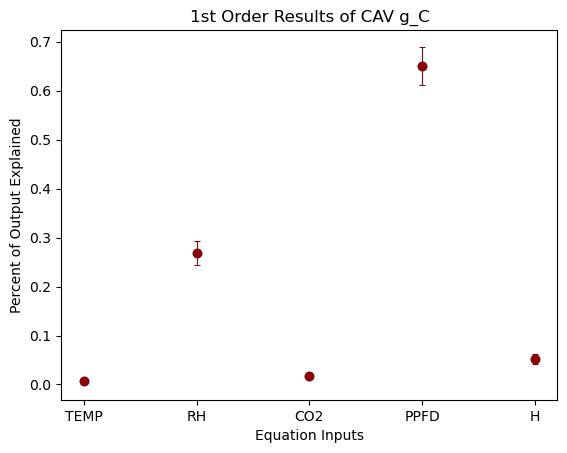 1st Order Results of CAV g_C
Percent of Output Explained
0.7
0.6
0.5
0.4
0.3
0.2
0.1
0.0
TEMP RH CO2 PPFD H
Equation Inputs